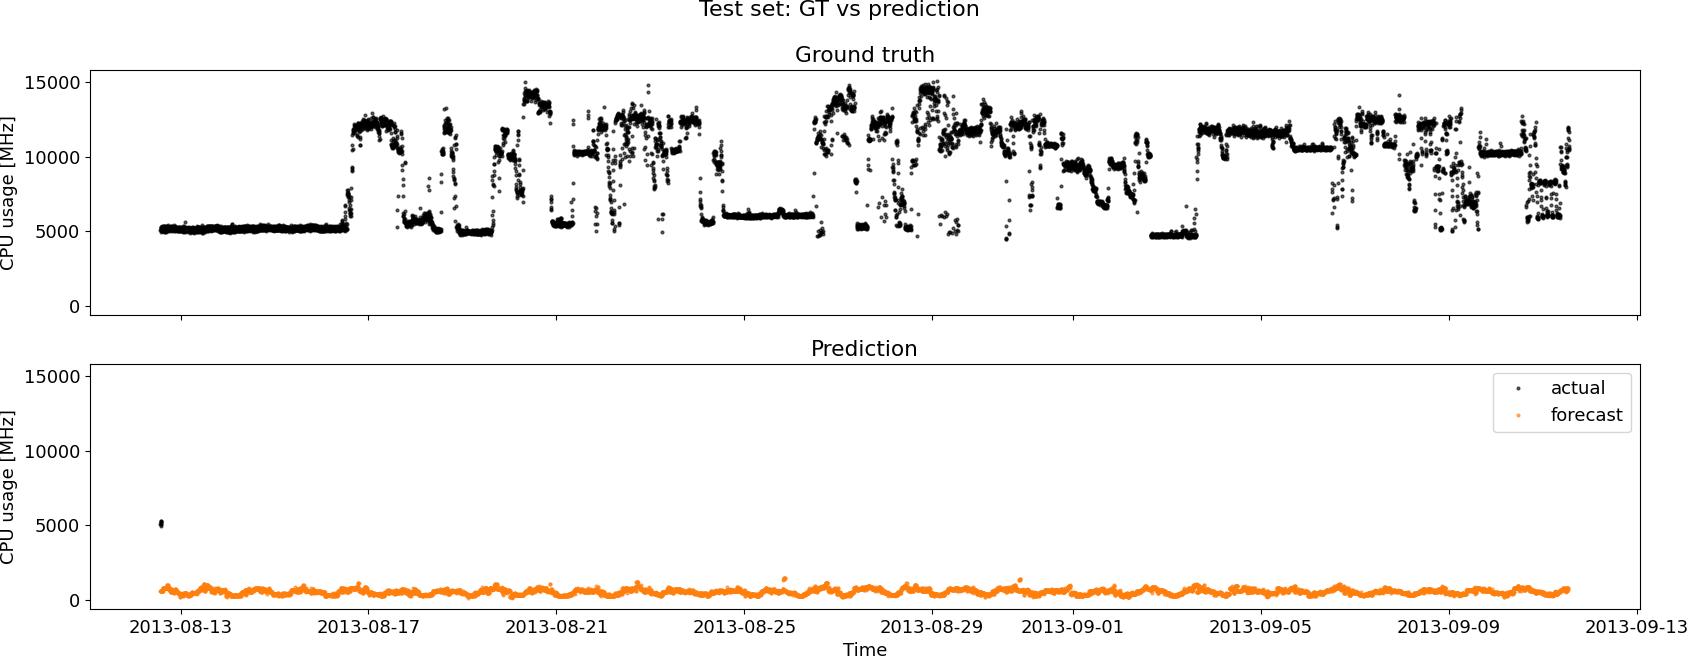 Test set: GT vs prediction
Ground truth
CPU usage [MHz]
15000
10000
5000
0
Prediction
CPU usage [MHz]
15000
10000
5000
0
actual
forecast
2013-08-13 2013-08-17 2013-08-21 2013-08-25 2013-08-29 2013-09-01 2013-09-05 2013-09-09 2013-09-13
Time